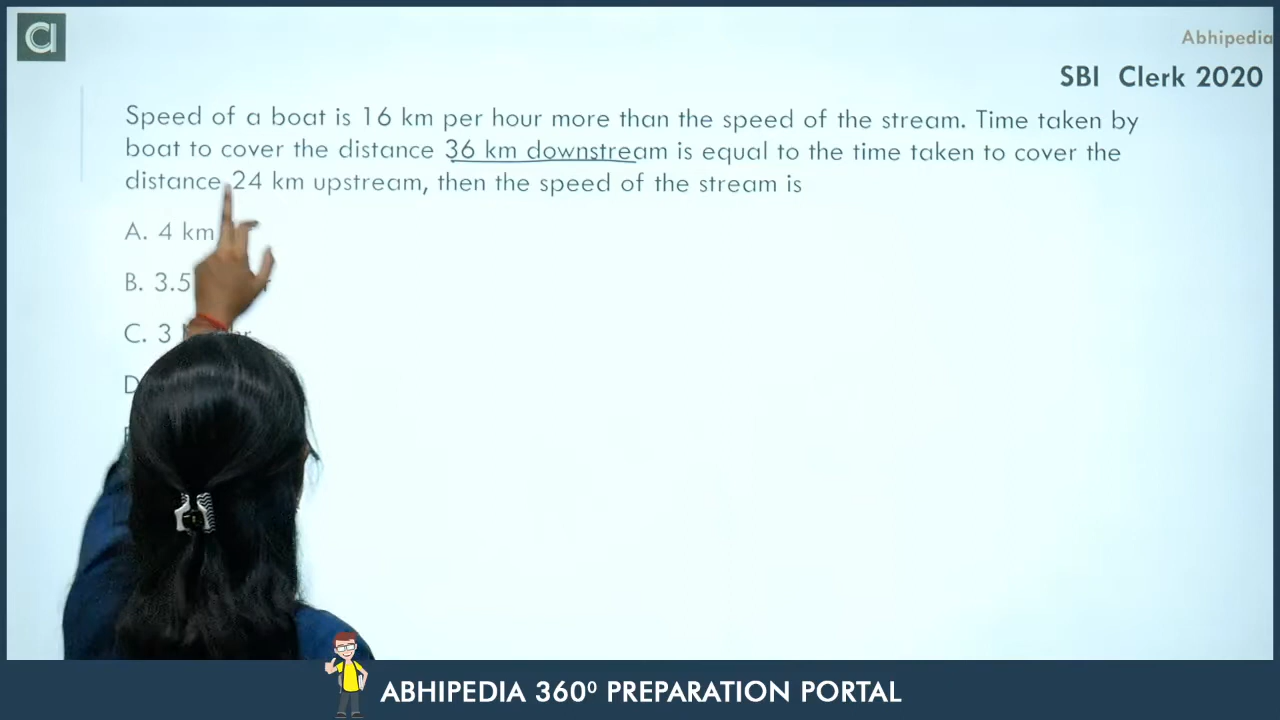 Abhipedia
SBI Clerk 2020
Speed of a boat is 16 km per hour more than the speed of the stream. Time taken by
boat to cover the distance 36 km downstream is equal to the time taken to cover the
distance 24 km upstream, then the speed of the stream is
A. 4 km
B. 3.5
C. 3
D
ABHIPEDIA 360⁰ PREPARATION PORTAL